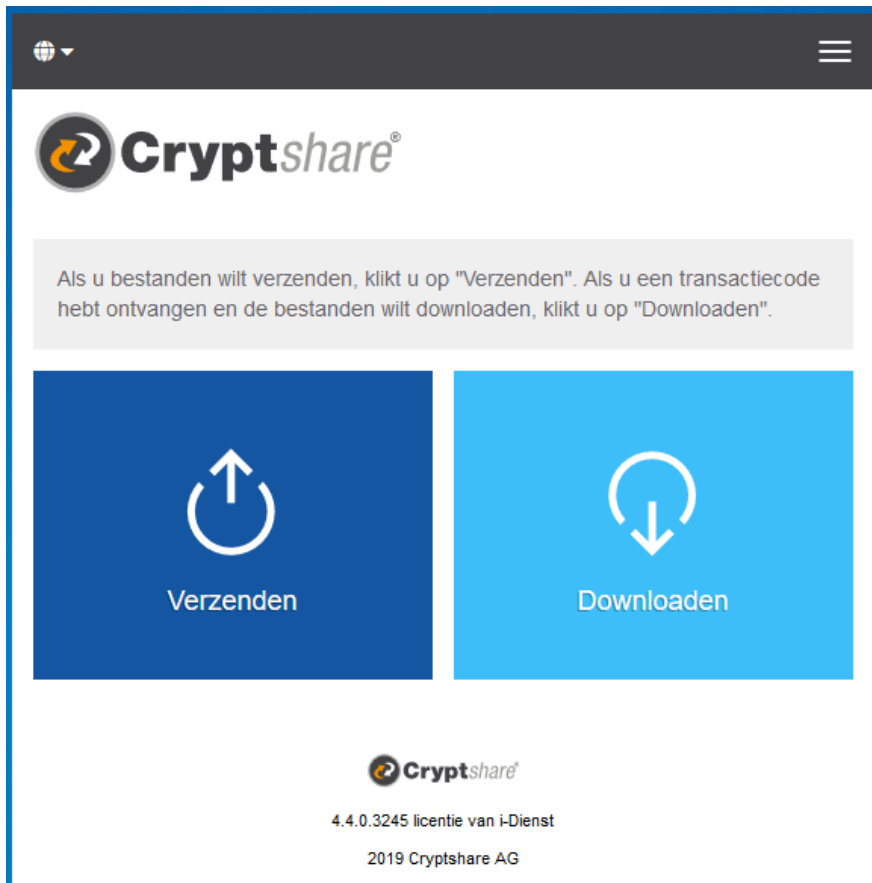 Cryptshare®
Als u bestanden wilt verzenden, klikt u op "Verzenden". Als u een transactiecode
hebt ontvangen en de bestanden wilt downloaden, klikt u op "Downloaden".
Verzenden
Downloaden
Cryptshare®
4.4.0.3245 licentie van i-Dienst
2019 Cryptshare AG